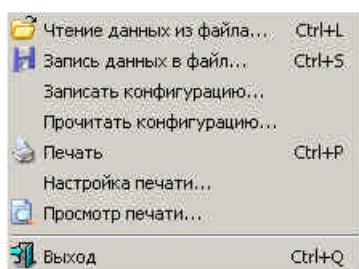 Чтение данных из файла... Ctrl+L
Запись данных в файл... Ctrl+S
Записать конфигурацию...
Прочитать конфигурацию...
Печать Ctrl+P
Настройка печати...
Просмотр печати...
Выход Ctrl+Q